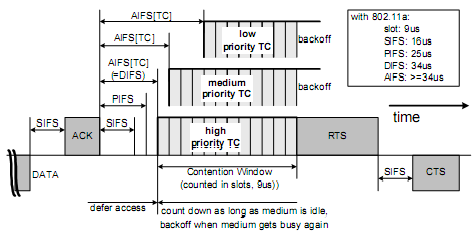 AIFS[TC]
low
priority TC
backoff
AIFS[TC]
AIFS[TC]
(=DIFS)
medium
priority TC
backoff
with 802.11a:
slot: 9us
SIFS: 16us
PIFS: 25us
DIFS: 34us
AIFS: >=34us
PIFS
time
SIFS
ACK
SIFS
high
priority TC
RTS
DATA
Contention Window
(counted in slots, 9us))
SIFS
CTS
defer access
count down as long as medium is idle,
backoff when medium gets busy again